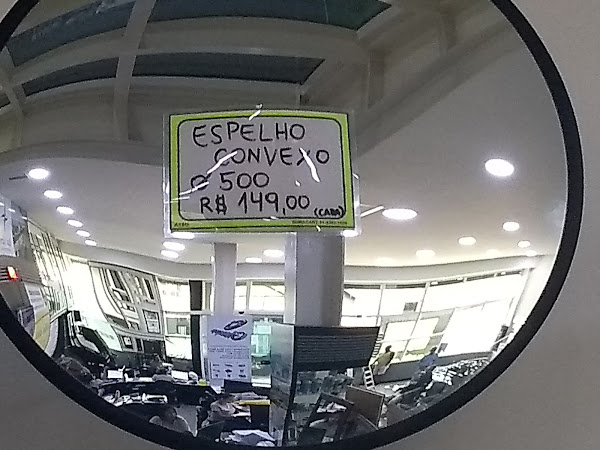 ESPELHO
CONVEXO
Ø 500
R$ 149,00 (CADA)